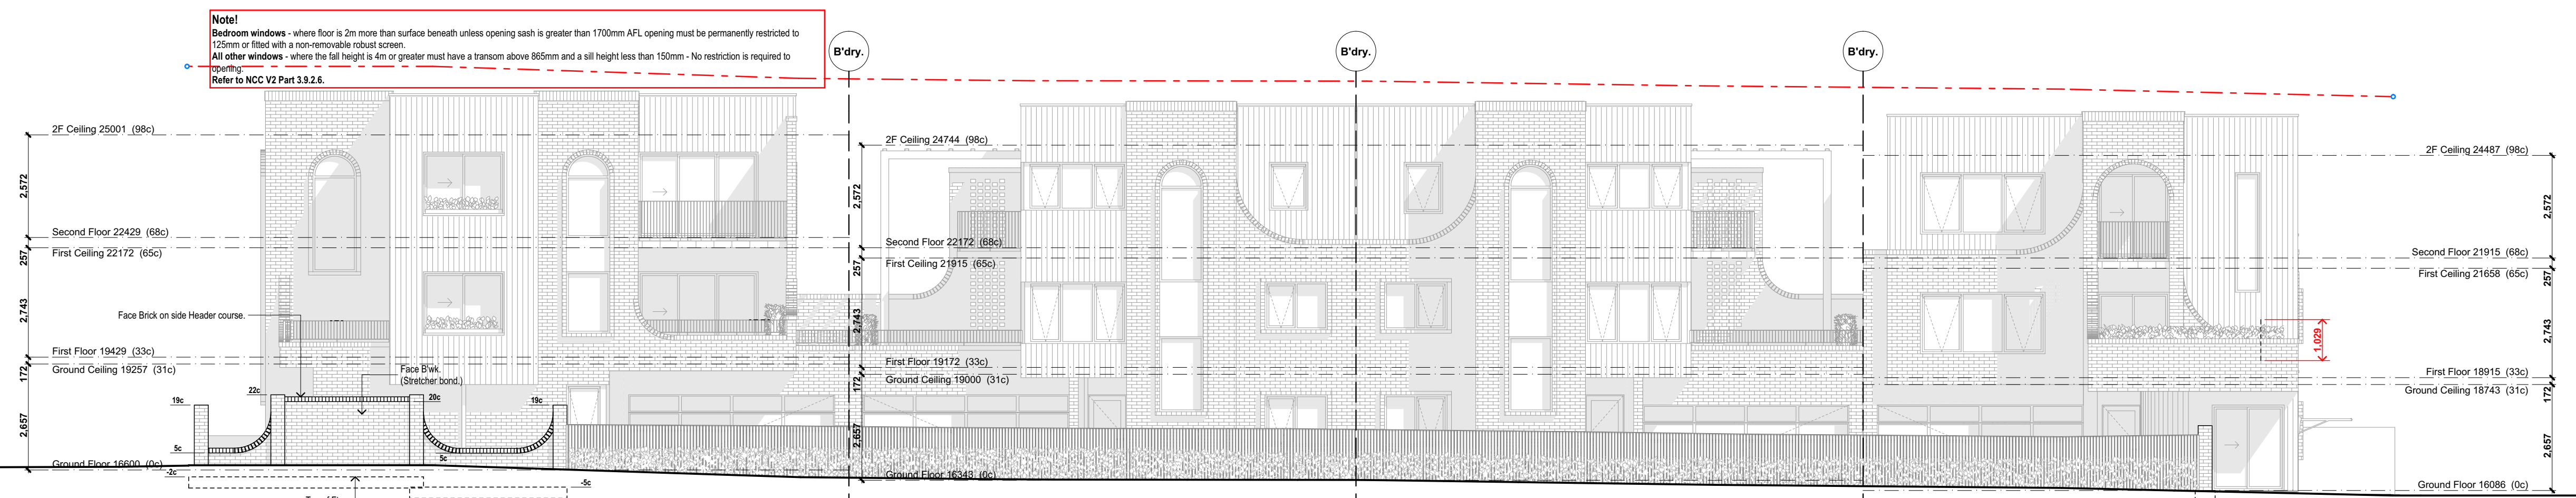 Note!
Bedroom windows - where floor is 2m more than surface beneath unless opening sash is greater than 1700mm AFL opening must be permanently restricted to
125mm or fitted with a non-removable robust screen.
All other windows - where the fall height is 4m or greater must have a transom above 865mm and a sill height less than 150mm - No restriction is required to
opening.
Refer to NCC V2 Part 3.9.2.6.
B'dry.
B'dry.
B'dry.
2F Ceiling 25001 (98c)
2,572
Second Floor 22429 (68c)
257
First Ceiling 22172 (65c)
2,743
Face Brick on side Header course.
First Floor 19429 (33c)
172
Ground Ceiling 19257 (31c)
Face B'wk.
(Stretcher bond.)
22c
20c
19c
19c
2,657
5c
5c
Ground Floor 16600 (0c)
-2c
-5c
2F Ceiling 24744 (98c)
2,572
Second Floor 22172 (68c)
257
First Ceiling 21915 (65c)
2,743
First Floor 19172 (33c)
172
Ground Ceiling 19000 (31c)
2,657
Ground Floor 16343 (0c)
2F Ceiling 24487 (98c)
2,572
Second Floor 21915 (68c)
257
First Ceiling 21658 (65c)
2,743
1,029
First Floor 18915 (33c)
172
Ground Ceiling 18743 (31c)
2,657
Ground Floor 16086 (0c)